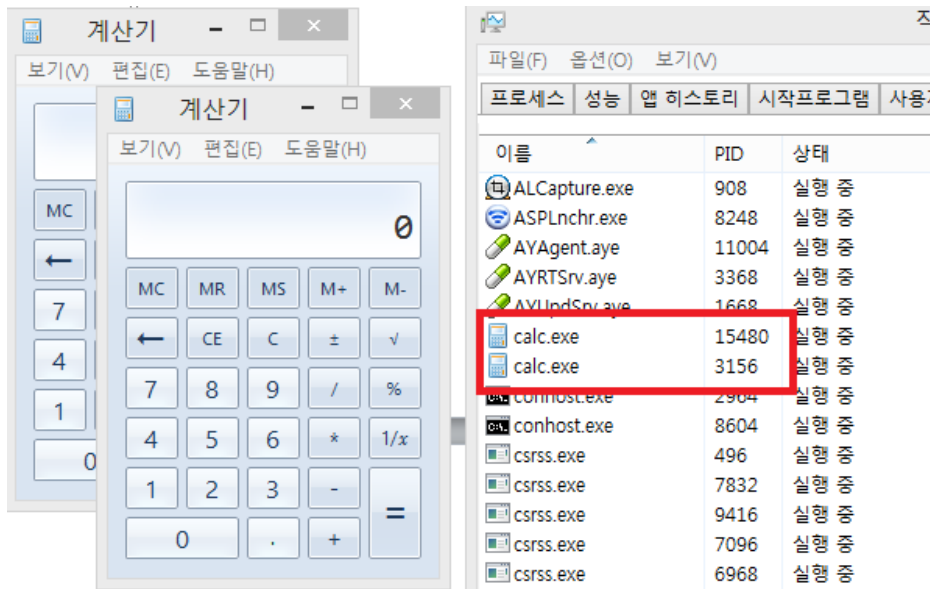 계산기
보기(V) 편집(E) 도움말(H)
MC
←
7
4
1
0
계산기
보기(V) 편집(E) 도움말(H)
0
MC MR MS M+ M-
← CE C ± √
7 8 9 / %
4 5 6 * 1/x
1 2 3 - =
0 . +
파일(F) 옵션(O) 보기(V)
프로세스 성능 앱 히스토리 시작프로그램
이름 PID 상태
ALCapture.exe 908 실행 중
ASPLnchr.exe 8248 실행 중
AYAgent.aye 11004 실행 중
AYRTSrv.aye 3368 실행 중
AYUpdSrv.aye 1668 실행 중
calc.exe 15480 실행 중
calc.exe 3156 실행 중
conhost.exe 2964 실행 중
conhost.exe 8604 실행 중
csrss.exe 496 실행 중
csrss.exe 7832 실행 중
csrss.exe 9416 실행 중
csrss.exe 7096 실행 중
csrss.exe 6968 실행 중